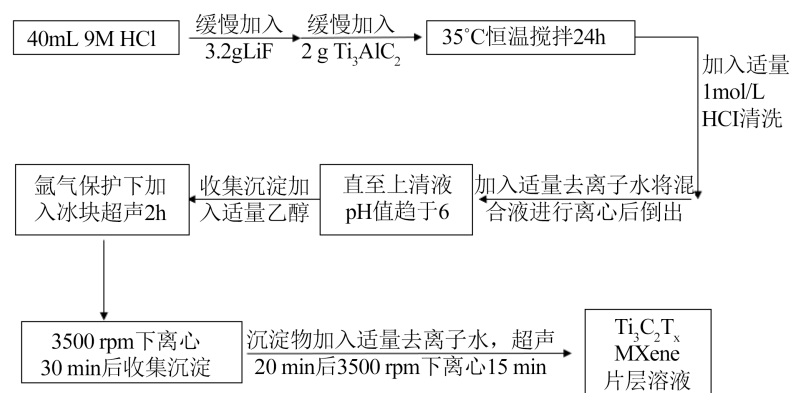 40mL 9M HCl
缓慢加入
3.2gLiF
缓慢加入
2 g Ti₃AlC₂
35°C恒温搅拌24h
加入适量
1mol/L
HCl清洗
加入适量去离子水将混
合液进行离心后倒出
直至上清液
pH值趋于6
收集沉淀加
入适量乙醇
氩气保护下加
入冰块超声2h
3500 rpm下离心
30 min后收集沉淀
沉淀物加入适量去离子水，超声
20 min后3500 rpm下离心15 min
Ti₃C₂Tₓ
MXene
片层溶液